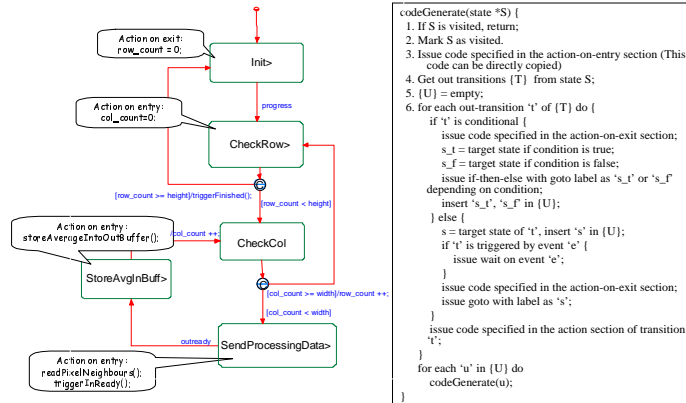 Action on exit:
row_count = 0;
Init>
progress
Action on entry:
col_count=0;
CheckRow>
[row_count >= height]/triggerFinished();
[row_count < height]
Action on entry:
storeAverageIntoOutBuffer();
/col_count ++;
CheckCol
StoreAvgInBuff>
[col_count >= width]/row_count ++;
[col_count < width]
outready
SendProcessingData>
Action on entry:
readPixelNeighbours();
triggerInReady();
codeGenerate(state *S) {
1. If S is visited, return;
2. Mark S as visited.
3. Issue code specified in the action-on-entry section (This
code can be directly copied)
4. Get out transitions {T} from state S;
5. {U} = empty;
6. for each out-transition 't' of {T} do {
if 't' is conditional {
issue code specified in the action-on-exit section;
s_t = target state if condition is true;
s_f = target state if condition is false;
issue if-then-else with goto label as 's_t' or 's_f'
depending on condition;
insert 's_t', 's_f' in {U};
} else {
s = target state of 't', insert 's' in {U};
if 't' is triggered by event 'e' {
issue wait on event 'e';
}
issue code specified in the action-on-exit section;
issue goto with label as 's';
}
issue code specified in the action section of transition
't';
}
for each 'u' in {U} do
codeGenerate(u);
}